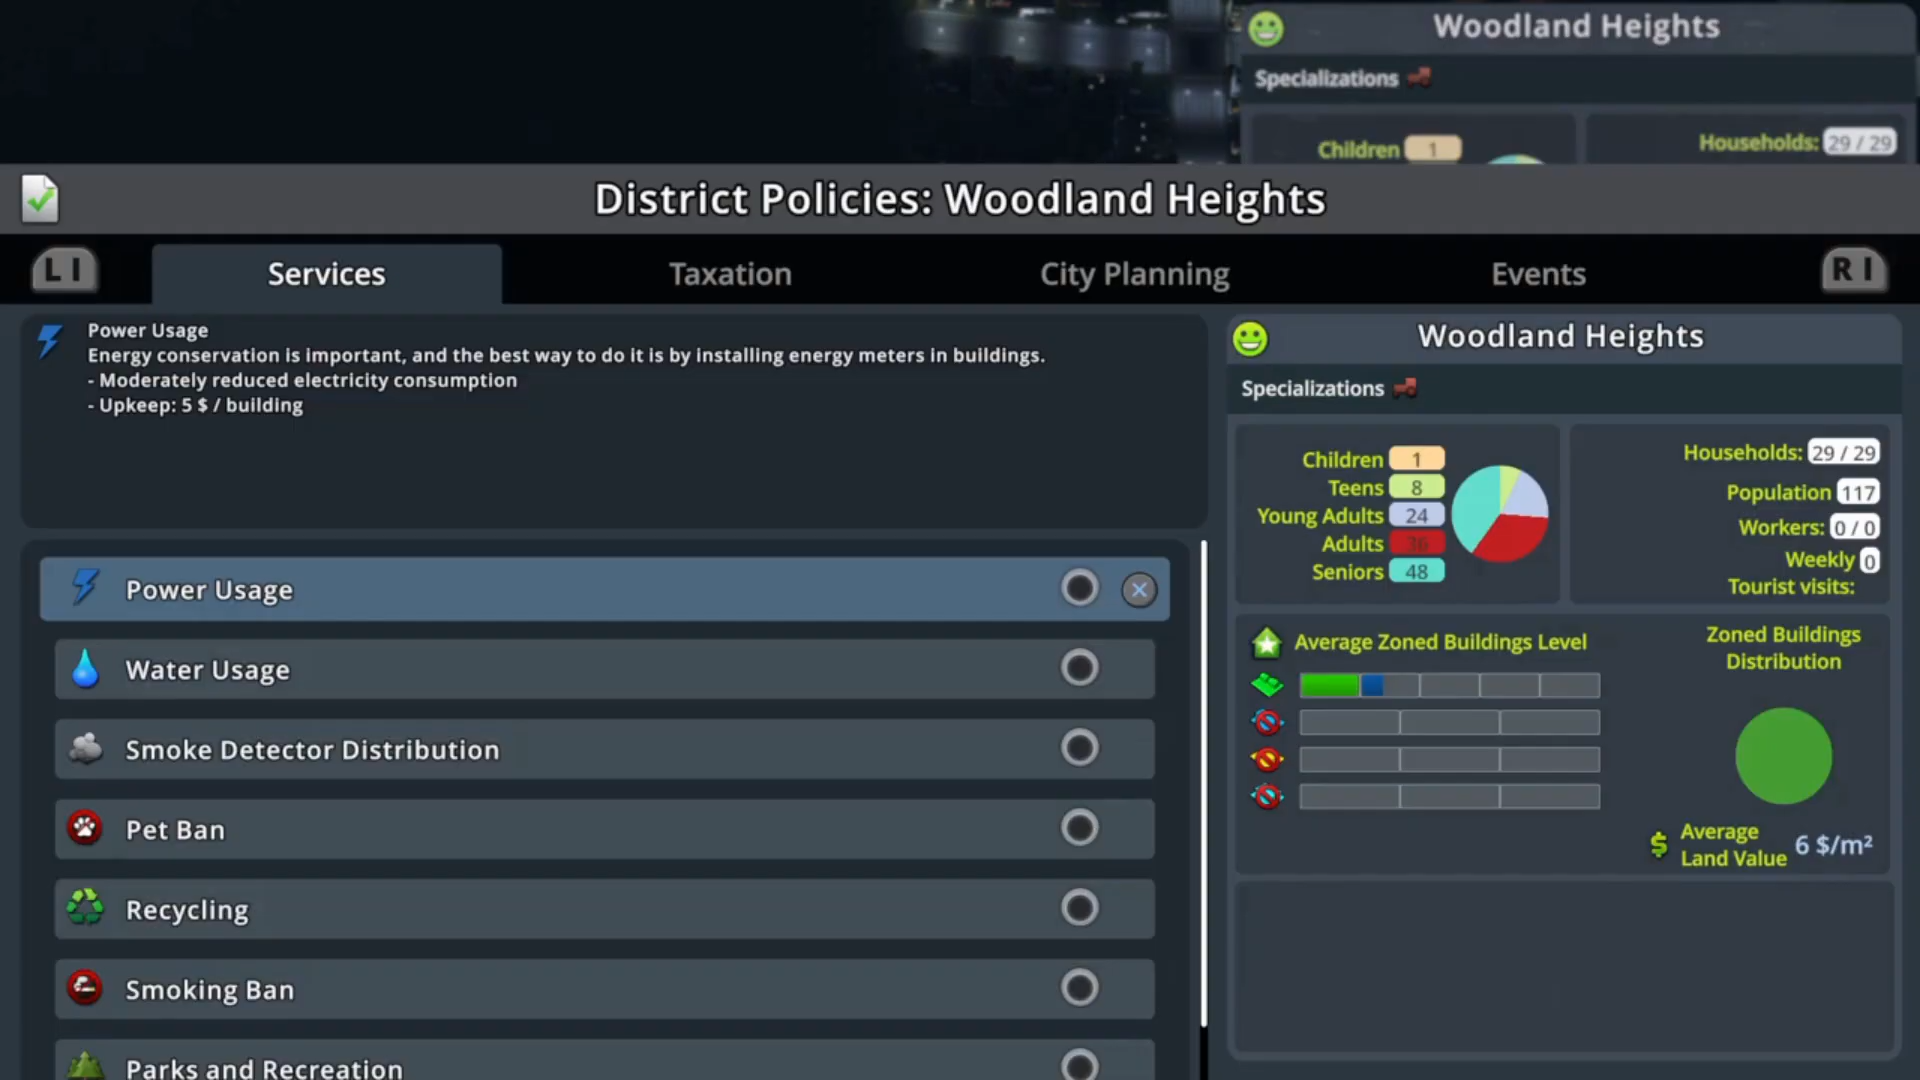 Woodland Heights
Specializations
Children 1
Households: 29 / 29
District Policies: Woodland Heights
L1
Services
Taxation
City Planning
Events
R1
Power Usage
Energy conservation is important, and the best way to do it is by installing energy meters in buildings.
- Moderately reduced electricity consumption
- Upkeep: 5 $ / building
Power Usage
Water Usage
Smoke Detector Distribution
Pet Ban
Recycling
Smoking Ban
Parks and Recreation
Woodland Heights
Specializations
Children 1
Teens 8
Young Adults 24
Adults 36
Seniors 48
Households: 29 / 29
Population 117
Workers: 0 / 0
Weekly 0
Tourist visits:
Average Zoned Buildings Level
Zoned Buildings
Distribution
$ Average
Land Value 6 $/m²